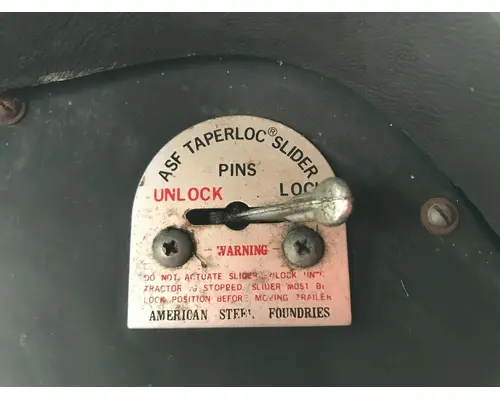 ASF TAPERLOC® SLIDER
PINS
UNLOCK LOCK
WARNING
DO NOT ACTUATE SLIDER UNLOCK UNTIL
TRACTOR IS STOPPED. SLIDER MUST BE
LOCK POSITION BEFORE MOVING TRAILER
AMERICAN STEEL FOUNDRIES